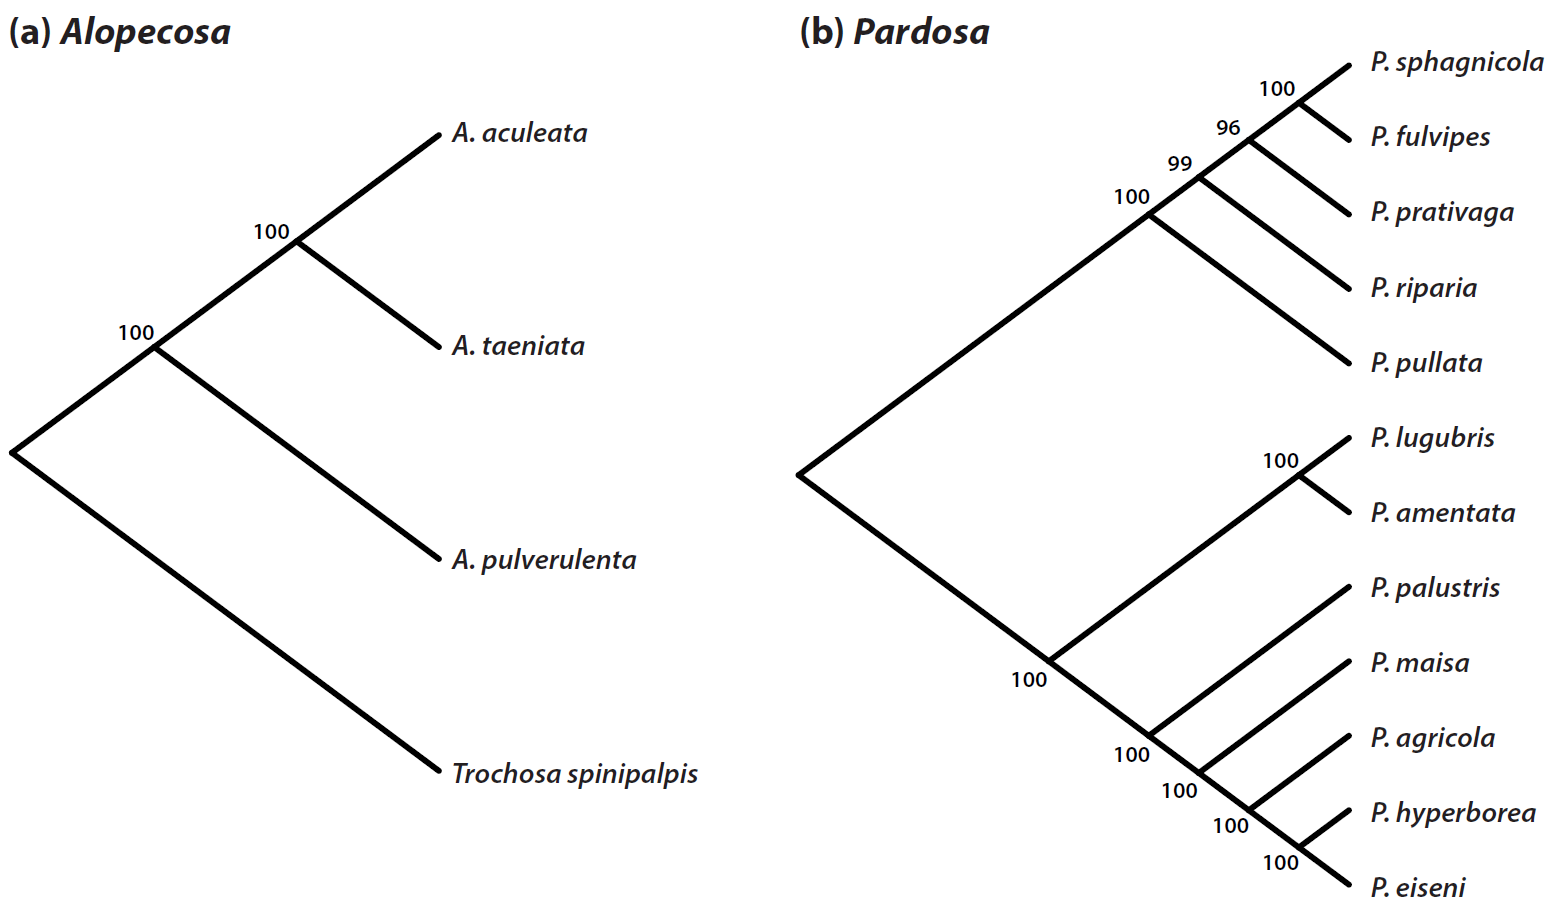 (a) Alopecosa
A. aculeata
100
A. taeniata
100
A. pulverulenta
Trochosa spinipalpis
(b) Pardosa
P. sphagnicola
100
P. fulvipes
96
P. prativaga
99
100
P. riparia
P. pullata
P. lugubris
100
P. amentata
P. palustris
P. maisa
100
P. agricola
100
100
P. hyperborea
100
100
P. eiseni